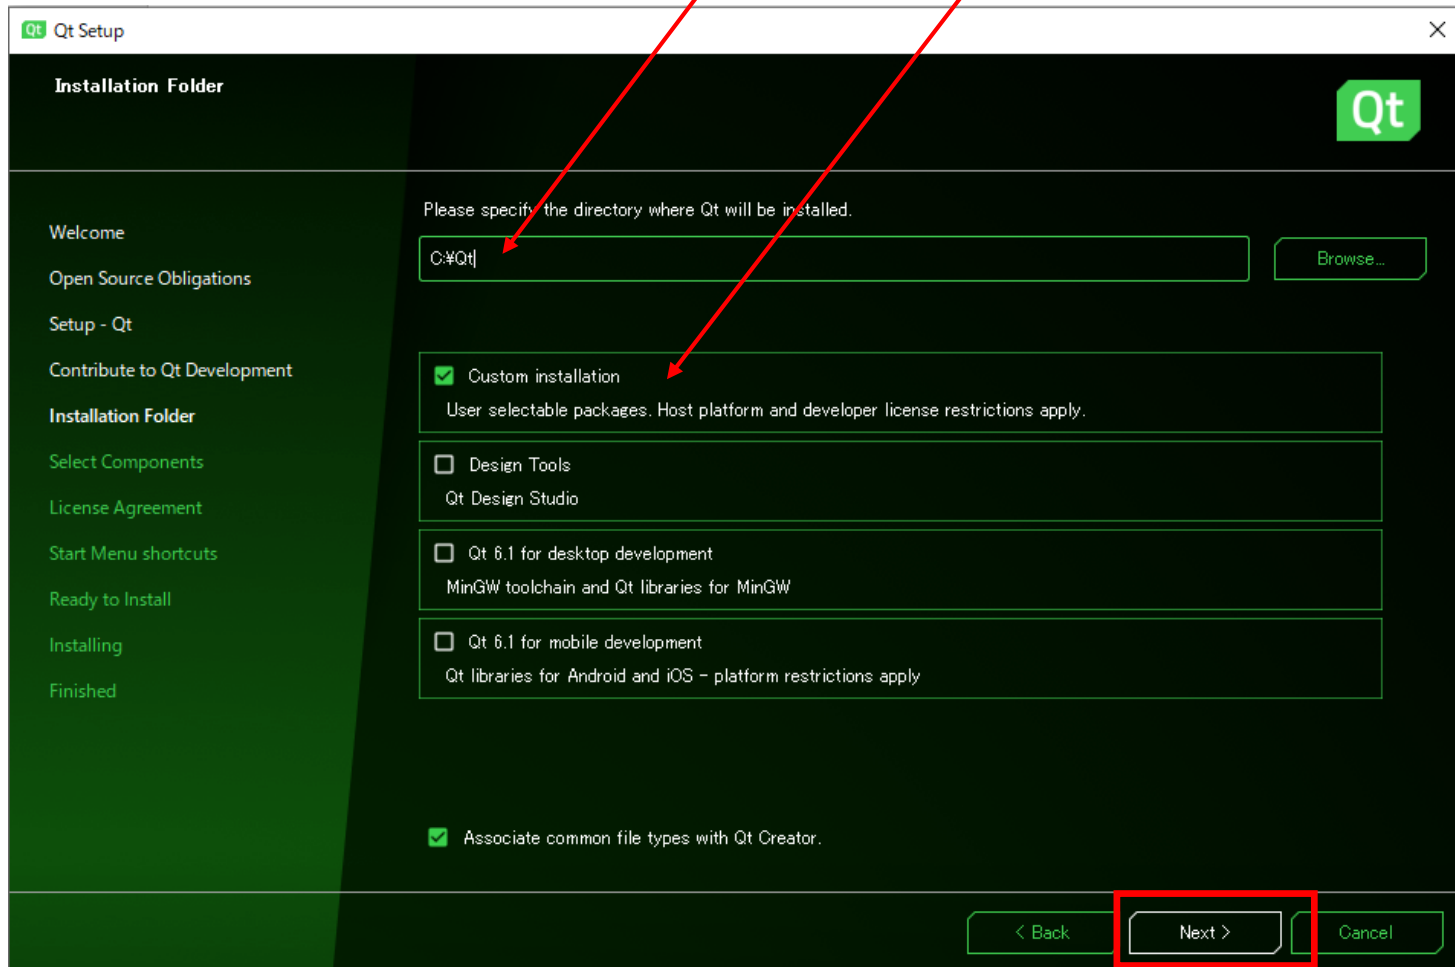 Qt Qt Setup
Installation Folder
Qt
Welcome
Open Source Obligations
Setup - Qt
Contribute to Qt Development
Installation Folder
Select Components
License Agreement
Start Menu shortcuts
Ready to Install
Installing
Finished
Please specify the directory where Qt will be installed.
C:¥Qt
Browse...
Custom installation
User selectable packages. Host platform and developer license restrictions apply.
Design Tools
Qt Design Studio
Qt 6.1 for desktop development
MinGW toolchain and Qt libraries for MinGW
Qt 6.1 for mobile development
Qt libraries for Android and iOS - platform restrictions apply
Associate common file types with Qt Creator.
< Back
Next >
Cancel